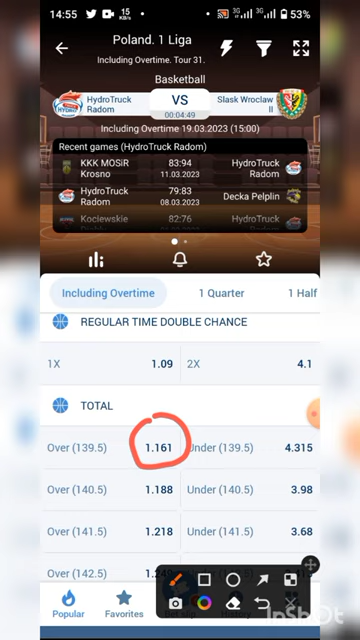 14:55
15
KB/s
3G
3G
53%
Poland. 1 Liga
Including Overtime. Tour 31.
Basketball
HydroTruck
Radom
VS
00:04:49
Slask Wroclaw
II
Including Overtime 19.03.2023 (15:00)
Recent games (HydroTruck Radom)
KKK MOSiR
Krosno
83:94
11.03.2023
HydroTruck
Radom
HydroTruck
Radom
79:83
08.03.2023
Decka Pelplin
Kociewskie
82:76
HydroTruck
Including Overtime
1 Quarter
1 Half
REGULAR TIME DOUBLE CHANCE
1X 1.09 2X 4.1
TOTAL
Over (139.5) 1.161 Under (139.5) 4.315
Over (140.5) 1.188 Under (140.5) 3.98
Over (141.5) 1.218 Under (141.5) 3.68
Over (142.5)
Popular
Favorites
InShot